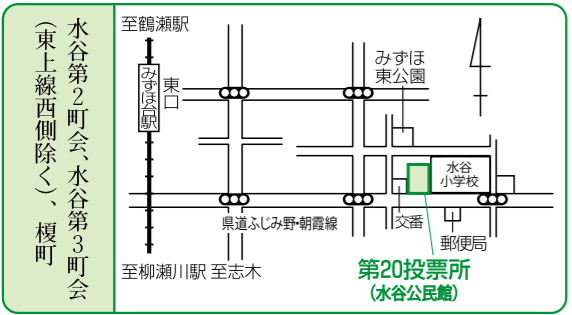 水谷第2町会、水谷第3町会
(東上線西側除く)、榎町
至鶴瀬駅
みずほ台駅
東口
みずほ
東公園
水谷
小学校
県道ふじみ野・朝霞線
交番
郵便局
至柳瀬川駅
至志木
第20投票所
(水谷公民館)